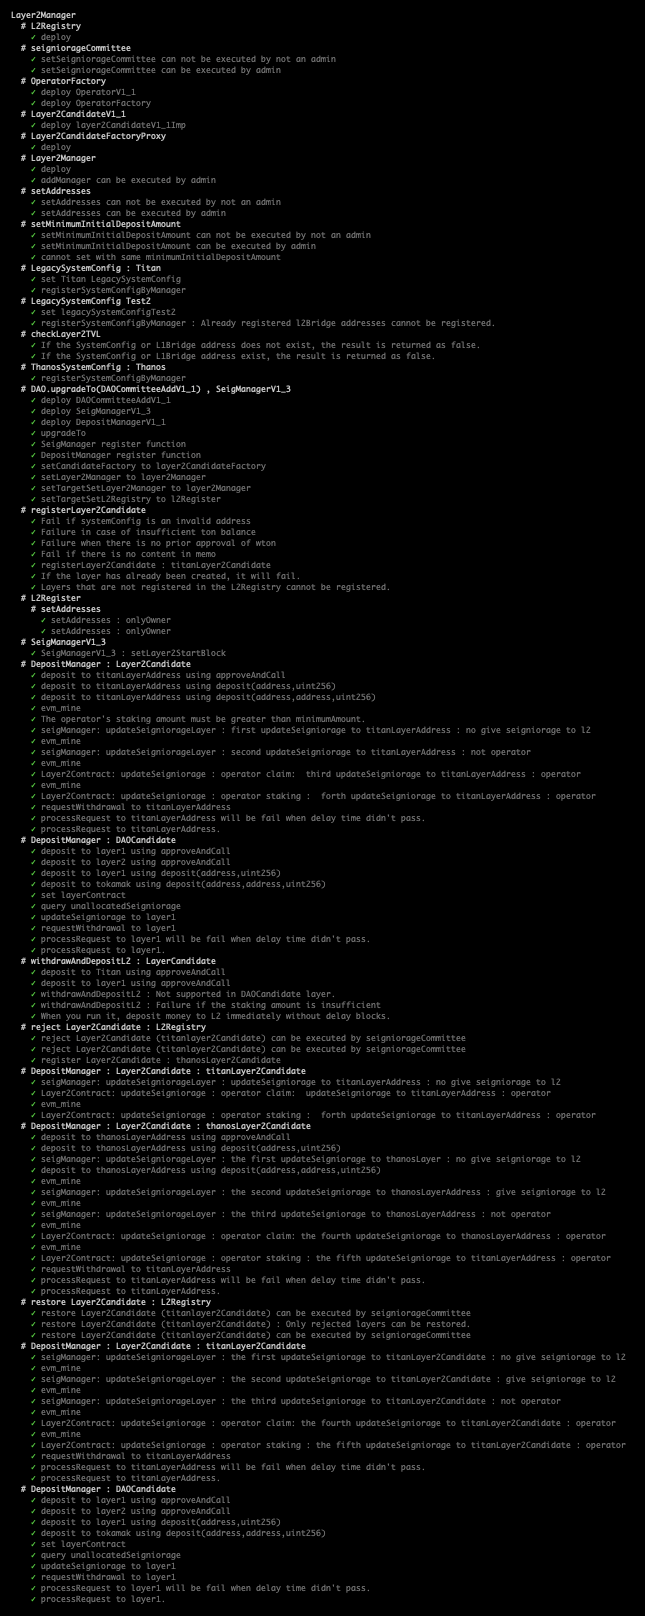 Layer2Manager
# L2Registry
✓ deploy
# seigniorageCommittee
✓ setSeigniorageCommittee can not be executed by not an admin
✓ setSeigniorageCommittee can be executed by admin
# OperatorFactory
✓ deploy OperatorV1_1
✓ deploy OperatorFactory
# Layer2CandidateV1_1
✓ deploy layer2CandidateV1_1Imp
# Layer2CandidateFactoryProxy
✓ deploy
# Layer2Manager
✓ deploy
✓ addManager can be executed by admin
# setAddresses
✓ setAddresses can not be executed by not an admin
✓ setAddresses can be executed by admin
# setMinimumInitialDepositAmount
✓ setMinimumInitialDepositAmount can not be executed by not an admin
✓ setMinimumInitialDepositAmount can be executed by admin
✓ cannot set with same minimumInitialDepositAmount
# LegacySystemConfig : Titan
✓ set Titan LegacySystemConfig
✓ registerSystemConfigByManager
# LegacySystemConfig Test2
✓ set legacySystemConfigTest2
✓ registerSystemConfigByManager : Already registered l2Bridge addresses cannot be registered.
# checkLayer2TVL
✓ If the SystemConfig or L1Bridge address does not exist, the result is returned as false.
✓ If the SystemConfig or L1Bridge address exist, the result is returned as false.
# ThanosSystemConfig : Thanos
✓ registerSystemConfigByManager
# DAO.upgradeTo(DAOCommitteeAddV1_1) , SeigManagerV1_3
✓ deploy DAOCommitteeAddV1_1
✓ deploy SeigManagerV1_3
✓ deploy DepositManagerV1_1
✓ upgradeTo
✓ SeigManager register function
✓ DepositManager register function
✓ setCandidateFactory to layer2CandidateFactory
✓ setLayer2Manager to layer2Manager
✓ setTargetSetLayer2Manager to layer2Manager
✓ setTargetSetL2Registry to l2Register
# registerLayer2Candidate
✓ Fail if systemConfig is an invalid address
✓ Failure in case of insufficient ton balance
✓ Failure when there is no prior approval of wton
✓ Fail if there is no content in memo
✓ registerLayer2Candidate : titanLayer2Candidate
✓ If the layer has already been created, it will fail.
✓ Layers that are not registered in the L2Registry cannot be registered.
# L2Register
# setAddresses
✓ setAddresses : onlyOwner
✓ setAddresses : onlyOwner
# SeigManagerV1_3
✓ SeigManagerV1_3 : setLayer2StartBlock
# DepositManager : Layer2Candidate
✓ deposit to titanLayerAddress using approveAndCall
✓ deposit to titanLayerAddress using deposit(address,uint256)
✓ deposit to titanLayerAddress using deposit(address,address,uint256)
✓ evm_mine
✓ The operator's staking amount must be greater than minimumAmount.
✓ seigManager: updateSeigniorageLayer : first updateSeigniorage to titanLayerAddress : no give seigniorage to l2
✓ evm_mine
✓ seigManager: updateSeigniorageLayer : second updateSeigniorage to titanLayerAddress : not operator
✓ evm_mine
✓ Layer2Contract: updateSeigniorage : operator claim:  third updateSeigniorage to titanLayerAddress : operator
✓ evm_mine
✓ Layer2Contract: updateSeigniorage : operator staking :  forth updateSeigniorage to titanLayerAddress : operator
✓ requestWithdrawal to titanLayerAddress
✓ processRequest to titanLayerAddress will be fail when delay time didn't pass.
✓ processRequest to titanLayerAddress.
# DepositManager : DAOCandidate
✓ deposit to layer1 using approveAndCall
✓ deposit to layer2 using approveAndCall
✓ deposit to layer1 using deposit(address,uint256)
✓ deposit to tokamak using deposit(address,address,uint256)
✓ set layerContract
✓ query unallocatedSeigniorage
✓ updateSeigniorage to layer1
✓ requestWithdrawal to layer1
✓ processRequest to layer1 will be fail when delay time didn't pass.
✓ processRequest to layer1.
# withdrawAndDepositL2 : LayerCandidate
✓ deposit to Titan using approveAndCall
✓ deposit to layer1 using approveAndCall
✓ withdrawAndDepositL2 : Not supported in DAOCandidate layer.
✓ withdrawAndDepositL2 : Failure if the staking amount is insufficient
✓ When you run it, deposit money to L2 immediately without delay blocks.
# reject Layer2Candidate : L2Registry
✓ reject Layer2Candidate (titanlayer2Candidate) can be executed by seigniorageCommittee
✓ reject Layer2Candidate (titanlayer2Candidate) can be executed by seigniorageCommittee
✓ register Layer2Candidate : thanosLayer2Candidate
# DepositManager : Layer2Candidate : titanLayer2Candidate
✓ seigManager: updateSeigniorageLayer : updateSeigniorage to titanLayerAddress : no give seigniorage to l2
✓ Layer2Contract: updateSeigniorage : operator claim:  updateSeigniorage to titanLayerAddress : operator
✓ evm_mine
✓ Layer2Contract: updateSeigniorage : operator staking :  forth updateSeigniorage to titanLayerAddress : operator
# DepositManager : Layer2Candidate : thanosLayer2Candidate
✓ deposit to thanosLayerAddress using approveAndCall
✓ deposit to thanosLayerAddress using deposit(address,uint256)
✓ seigManager: updateSeigniorageLayer : the first updateSeigniorage to thanosLayer : no give seigniorage to l2
✓ deposit to thanosLayerAddress using deposit(address,address,uint256)
✓ evm_mine
✓ seigManager: updateSeigniorageLayer : the second updateSeigniorage to thanosLayerAddress : give seigniorage to l2
✓ evm_mine
✓ seigManager: updateSeigniorageLayer : the third updateSeigniorage to thanosLayerAddress : not operator
✓ evm_mine
✓ Layer2Contract: updateSeigniorage : operator claim: the fourth updateSeigniorage to thanosLayerAddress : operator
✓ evm_mine
✓ Layer2Contract: updateSeigniorage : operator staking : the fifth updateSeigniorage to titanLayerAddress : operator
✓ requestWithdrawal to titanLayerAddress
✓ processRequest to titanLayerAddress will be fail when delay time didn't pass.
✓ processRequest to titanLayerAddress.
# restore Layer2Candidate : L2Registry
✓ restore Layer2Candidate (titanlayer2Candidate) can be executed by seigniorageCommittee
✓ restore Layer2Candidate (titanlayer2Candidate) : Only rejected layers can be restored.
✓ restore Layer2Candidate (titanlayer2Candidate) can be executed by seigniorageCommittee
# DepositManager : Layer2Candidate : titanLayer2Candidate
✓ seigManager: updateSeigniorageLayer : the first updateSeigniorage to titanLayer2Candidate : no give seigniorage to l2
✓ evm_mine
✓ seigManager: updateSeigniorageLayer : the second updateSeigniorage to titanLayer2Candidate : give seigniorage to l2
✓ evm_mine
✓ seigManager: updateSeigniorageLayer : the third updateSeigniorage to titanLayer2Candidate : not operator
✓ evm_mine
✓ Layer2Contract: updateSeigniorage : operator claim: the fourth updateSeigniorage to titanLayer2Candidate : operator
✓ evm_mine
✓ Layer2Contract: updateSeigniorage : operator staking : the fifth updateSeigniorage to titanLayer2Candidate : operator
✓ requestWithdrawal to titanLayerAddress
✓ processRequest to titanLayerAddress will be fail when delay time didn't pass.
✓ processRequest to titanLayerAddress.
# DepositManager : DAOCandidate
✓ deposit to layer1 using approveAndCall
✓ deposit to layer2 using approveAndCall
✓ deposit to layer1 using deposit(address,uint256)
✓ deposit to tokamak using deposit(address,address,uint256)
✓ set layerContract
✓ query unallocatedSeigniorage
✓ updateSeigniorage to layer1
✓ requestWithdrawal to layer1
✓ processRequest to layer1 will be fail when delay time didn't pass.
✓ processRequest to layer1.